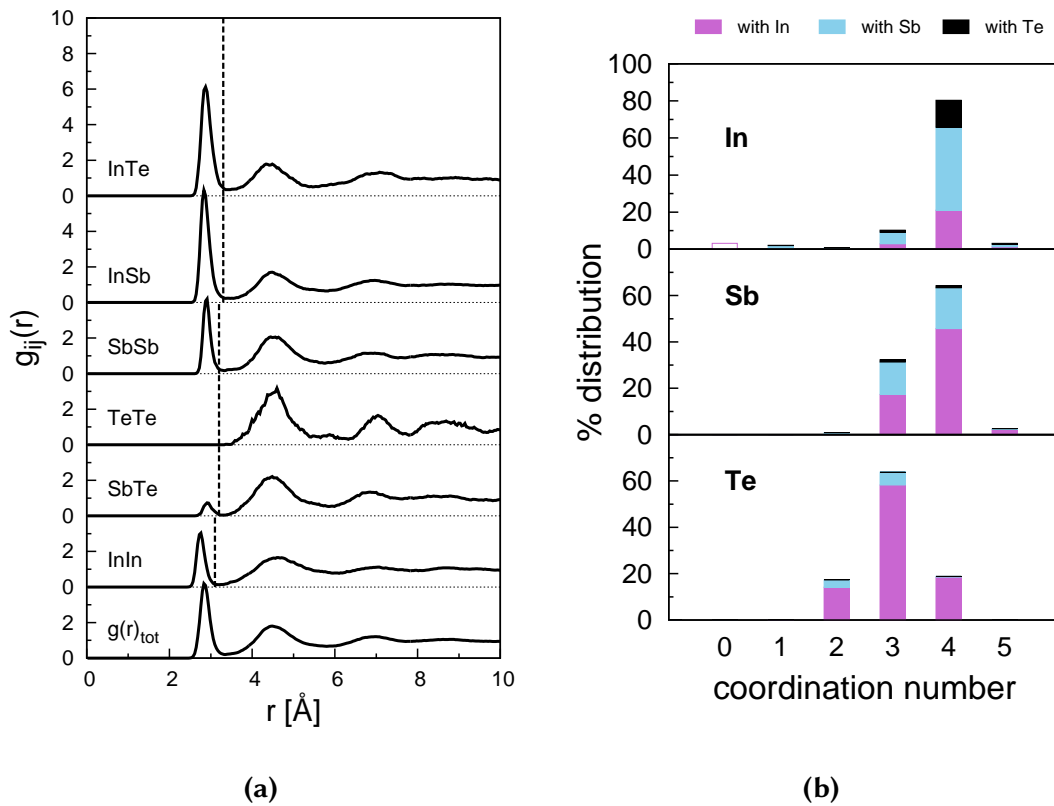 10
8
6
4
2
0
InTe
4
2
0
InSb
2
0
SbSb
2
0
TeTe
2
0
SbTe
2
0
InIn
2
0
g(r)tot
gij(r)
0 2 4 6 8 10
r [Å]
(a)
with In with Sb with Te
100
80
60
40
20
0
In
60
40
20
0
Sb
60
40
20
0
Te
% distribution
0 1 2 3 4 5
coordination number
(b)